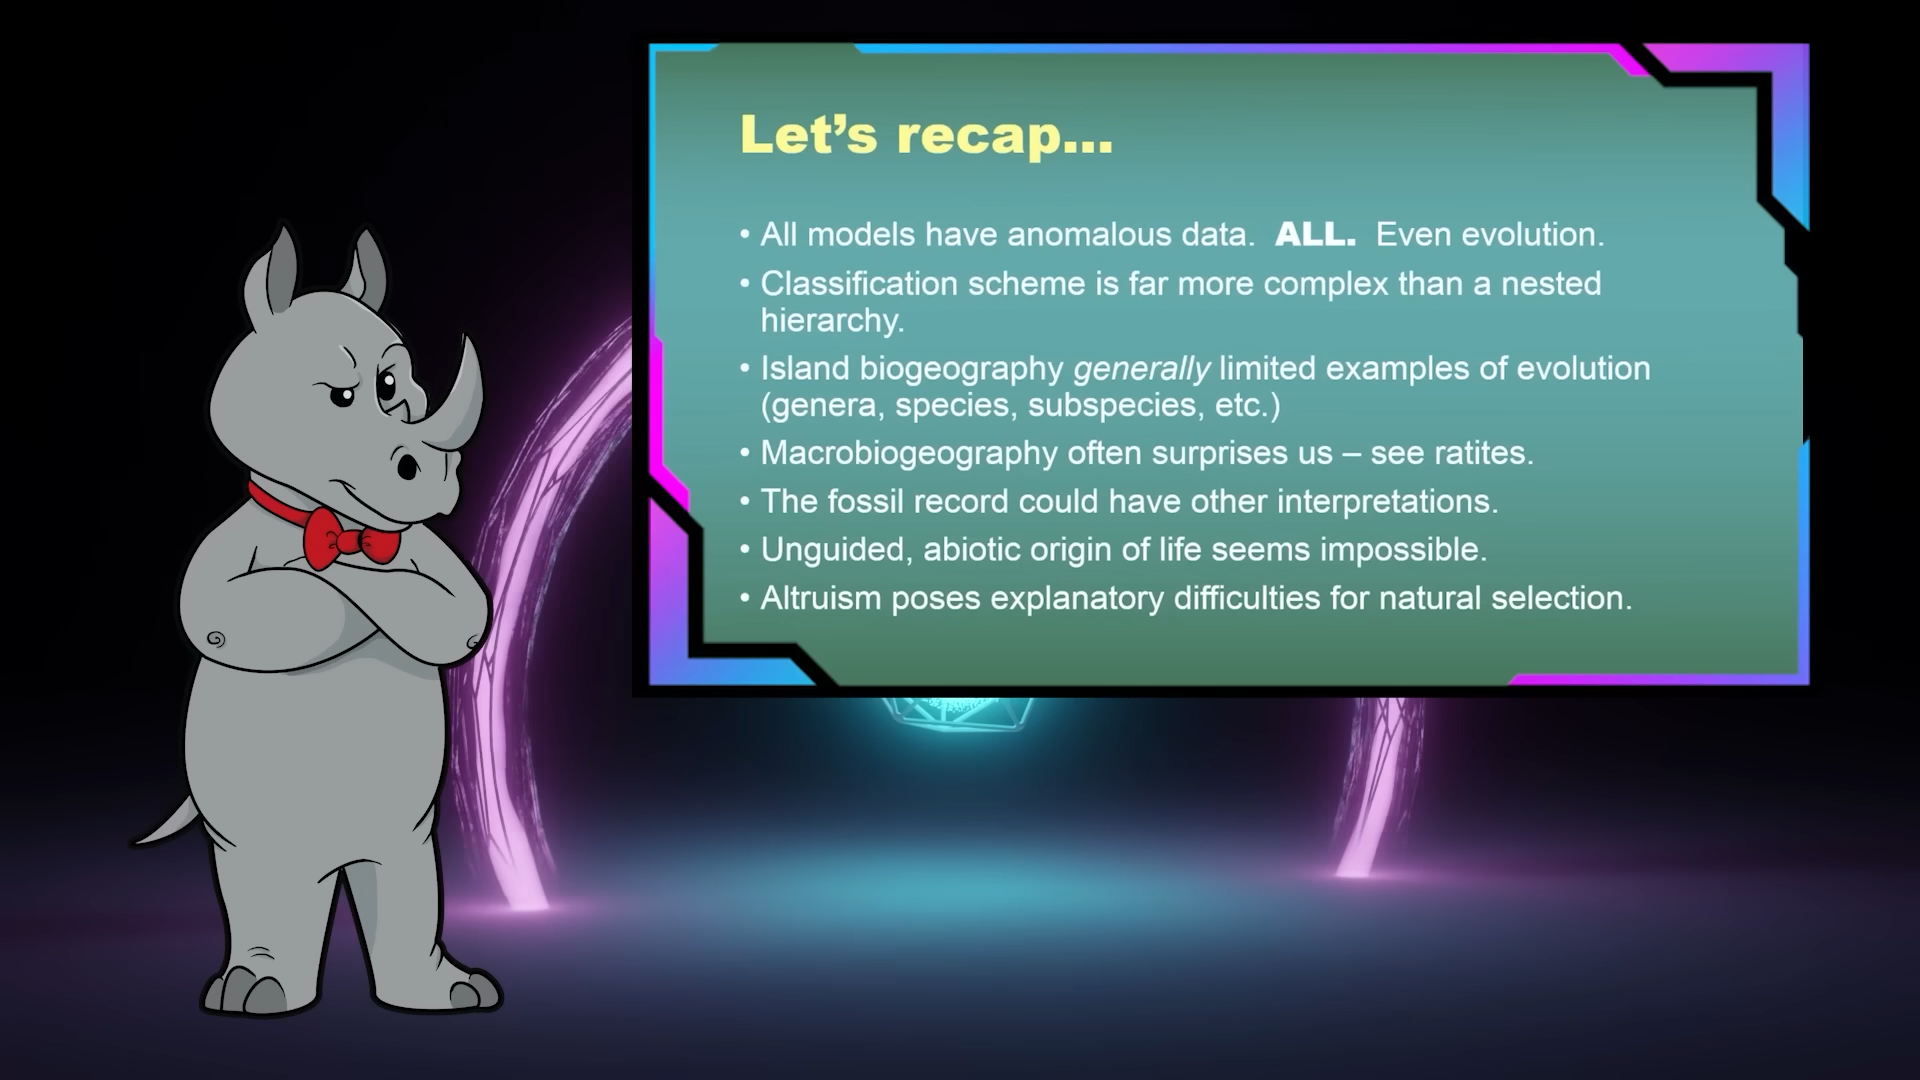 Let’s recap...
• All models have anomalous data.  ALL.  Even evolution.
• Classification scheme is far more complex than a nested
hierarchy.
• Island biogeography generally limited examples of evolution
(genera, species, subspecies, etc.)
• Macrobiogeography often surprises us – see ratites.
• The fossil record could have other interpretations.
• Unguided, abiotic origin of life seems impossible.
• Altruism poses explanatory difficulties for natural selection.